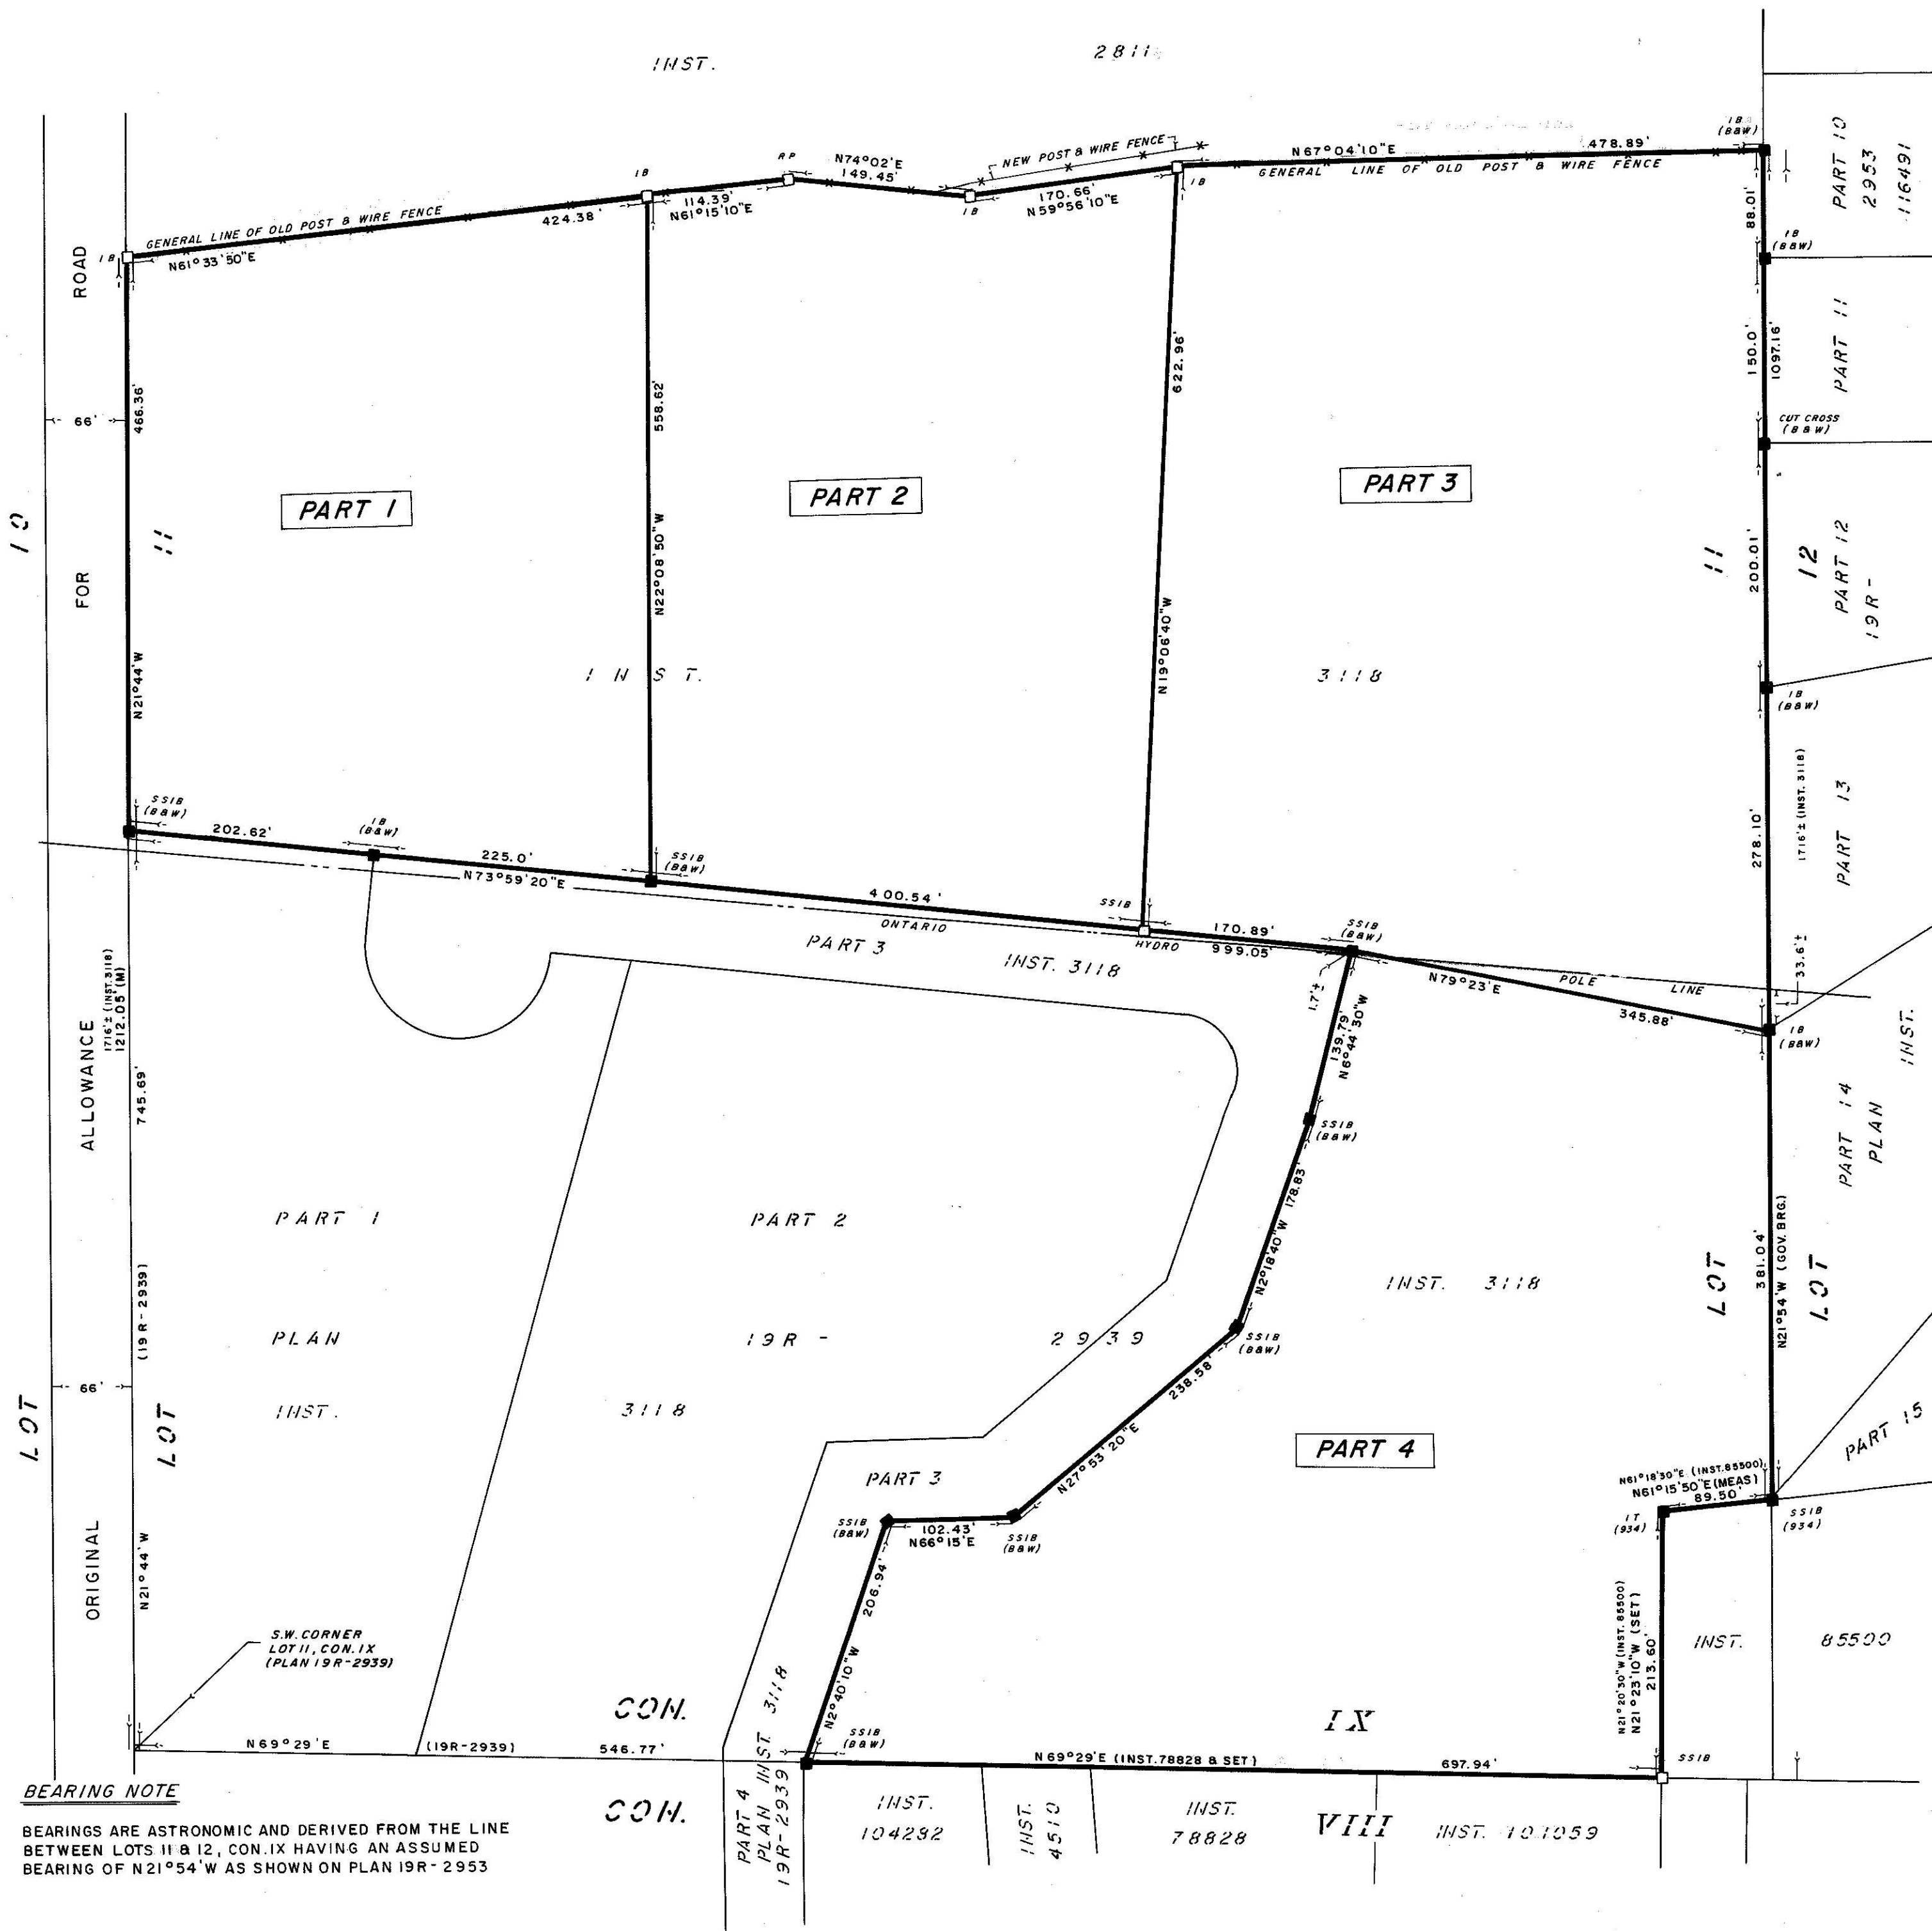 INST.
2811
IB
(B&W)
PART 10
2953
116491
RP
N74°02'E
149.45'
NEW POST & WIRE FENCE
N67°04'10"E
478.89'
GENERAL LINE OF OLD POST & WIRE FENCE
IB
114.39'
N61°15'10"E
IB
170.66'
N59°56'10"E
IB
88.01'
IB
(B&W)
GENERAL LINE OF OLD POST & WIRE FENCE
424.38'
N61°33'50"E
IB
ROAD
466.36'
66'
558.62'
622.96'
150.0'
1097.16'
PART 11
CUT CROSS
(B&W)
PART 1
PART 2
PART 3
10
11
FOR
N22°08'50"W
11
200.01'
12
PART 12
19R-
N21°44'W
INST.
N19°06'40"W
3118
IB
(B&W)
SSIB
(B&W)
202.62'
IB
(B&W)
225.0'
N73°59'20"E
SSIB
(B&W)
400.54'
ONTARIO
SSIB
HYDRO
170.89'
999.05'
SSIB
(B&W)
278.10'
1716'± (INST. 3118)
PART 13
33.6'±
PART 3
INST. 3118
1.7'±
N79°23'E
POLE
LINE
345.88'
IB
(B&W)
INST.
139.79'
N6°44'30"W
ALLOWANCE
1716'± (INST. 3118)
1212.05'(M)
745.69'
SSIB
(B&W)
178.83'
N2°18'40"W
PART 14
PLAN
PART 1
PART 2
381.04'
N21°54'W (GOV. BRG.)
LOT
LOT
INST. 3118
(19R-2939)
PLAN
19R-
2939
SSIB
(B&W)
238.58'
N27°53'20"E
66'
LOT
LOT
INST.
3118
PART 4
PART 15
PART 3
N61°18'30"E (INST. 85500)
N61°15'50"E (MEAS)
89.50'
IT
(934)
SSIB
(934)
SSIB
(B&W)
102.43'
N66°15'E
SSIB
(B&W)
ORIGINAL
N21°44'W
206.94'
N2°40'10"W
N21°20'30"W (INST. 85500)
N21°23'10"W (SET)
213.60'
INST.
85500
S.W. CORNER
LOT 11, CON. IX
(PLAN 19R-2939)
CON.
IX
N69°29'E
(19R-2939)
546.77'
SSIB
(B&W)
N69°29'E (INST. 78828 & SET)
697.94'
SSIB
PART 4
PLAN INST 3118
19R-2939
CON.
INST.
104292
INST.
4510
INST.
78828
VIII
INST. 101059
BEARING NOTE
BEARINGS ARE ASTRONOMIC AND DERIVED FROM THE LINE
BETWEEN LOTS 11 & 12, CON. IX HAVING AN ASSUMED
BEARING OF N21°54'W AS SHOWN ON PLAN 19R-2953